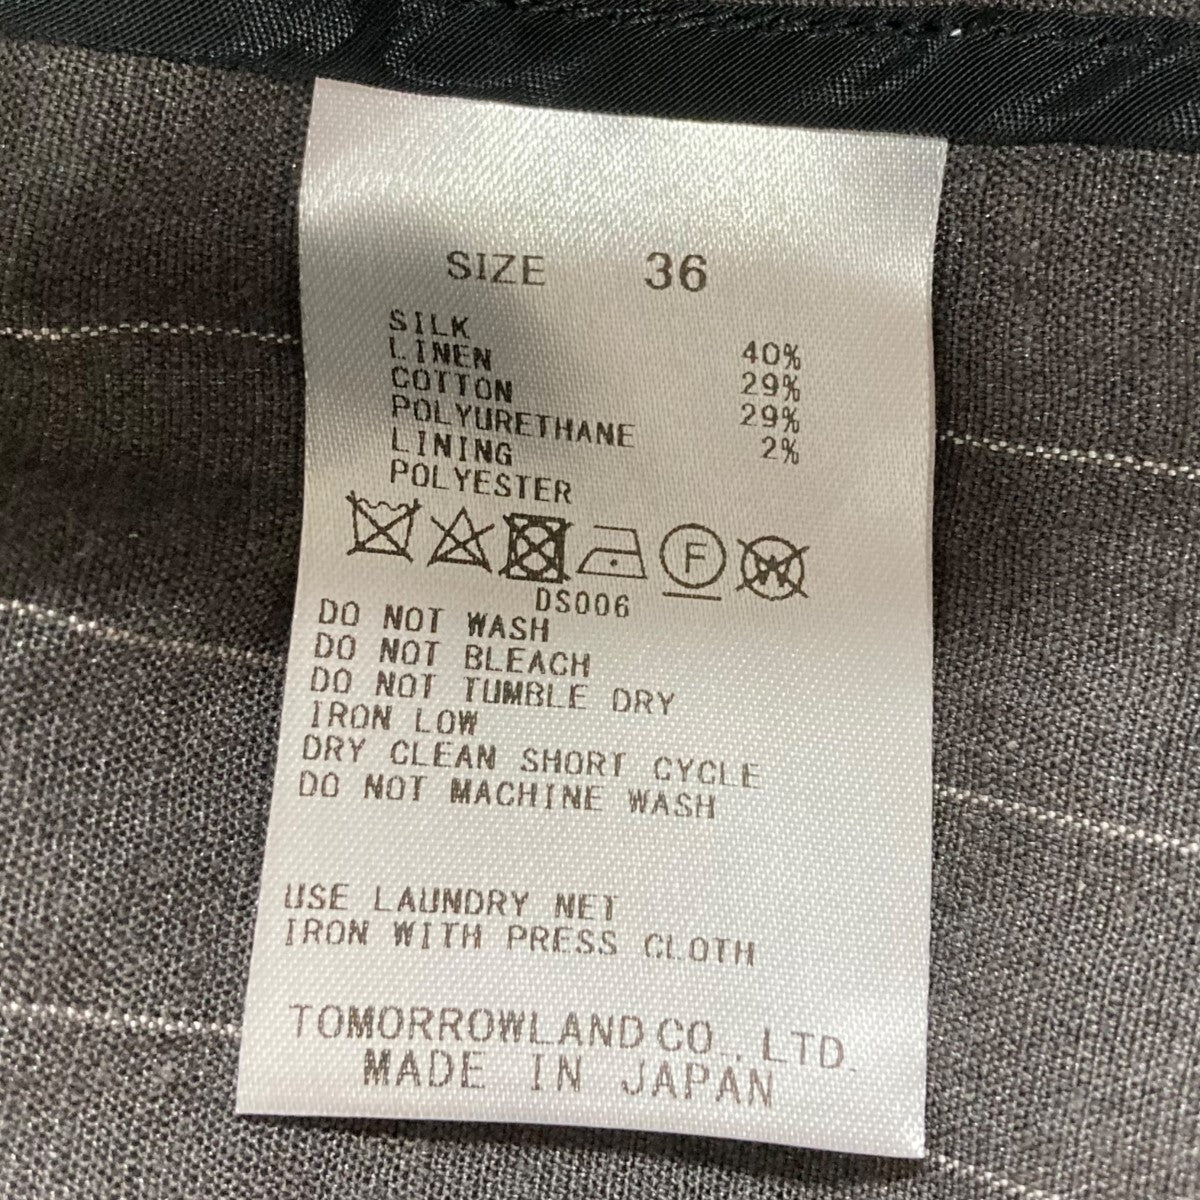 SIZE 36
SILK 40%
LINEN 29%
COTTON 29%
POLYURETHANE 2%
LINING
POLYESTER
F W
DS006
DO NOT WASH
DO NOT BLEACH
DO NOT TUMBLE DRY
IRON LOW
DRY CLEAN SHORT CYCLE
DO NOT MACHINE WASH
USE LAUNDRY NET
IRON WITH PRESS CLOTH
TOMORROWLAND CO., LTD.
MADE IN JAPAN